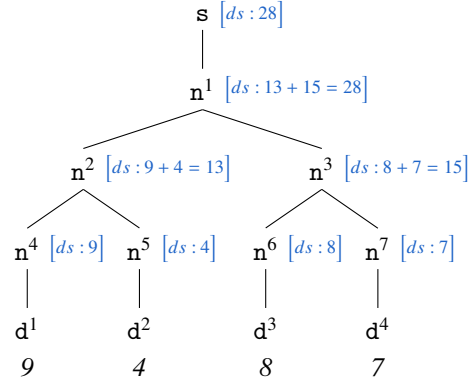 s [ds : 28]
n¹ [ds : 13 + 15 = 28]
n² [ds : 9 + 4 = 13] n³ [ds : 8 + 7 = 15]
n⁴ [ds : 9] n⁵ [ds : 4] n⁶ [ds : 8] n⁷ [ds : 7]
d¹ d² d³ d⁴
9 4 8 7